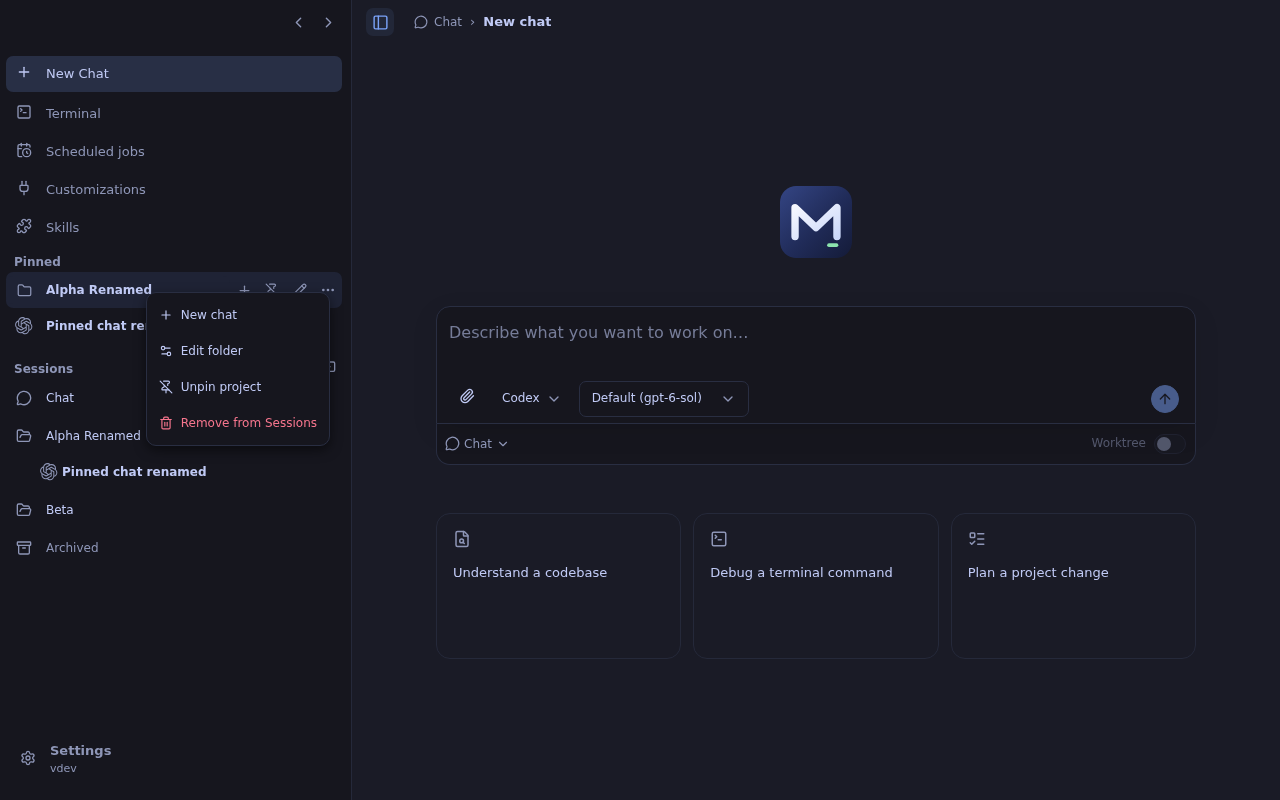 Chat › New chat
New Chat
Terminal
Scheduled jobs
Customizations
Skills
Pinned
Alpha Renamed
Pinned chat
New chat
Edit folder
Unpin project
Remove from Sessions
Sessions
Chat
Alpha Renamed
Pinned chat renamed
Beta
Archived
Settings
vdev
Describe what you want to work on...
Codex
Default (gpt-6-sol)
Chat
Worktree
Understand a codebase
Debug a terminal command
Plan a project change